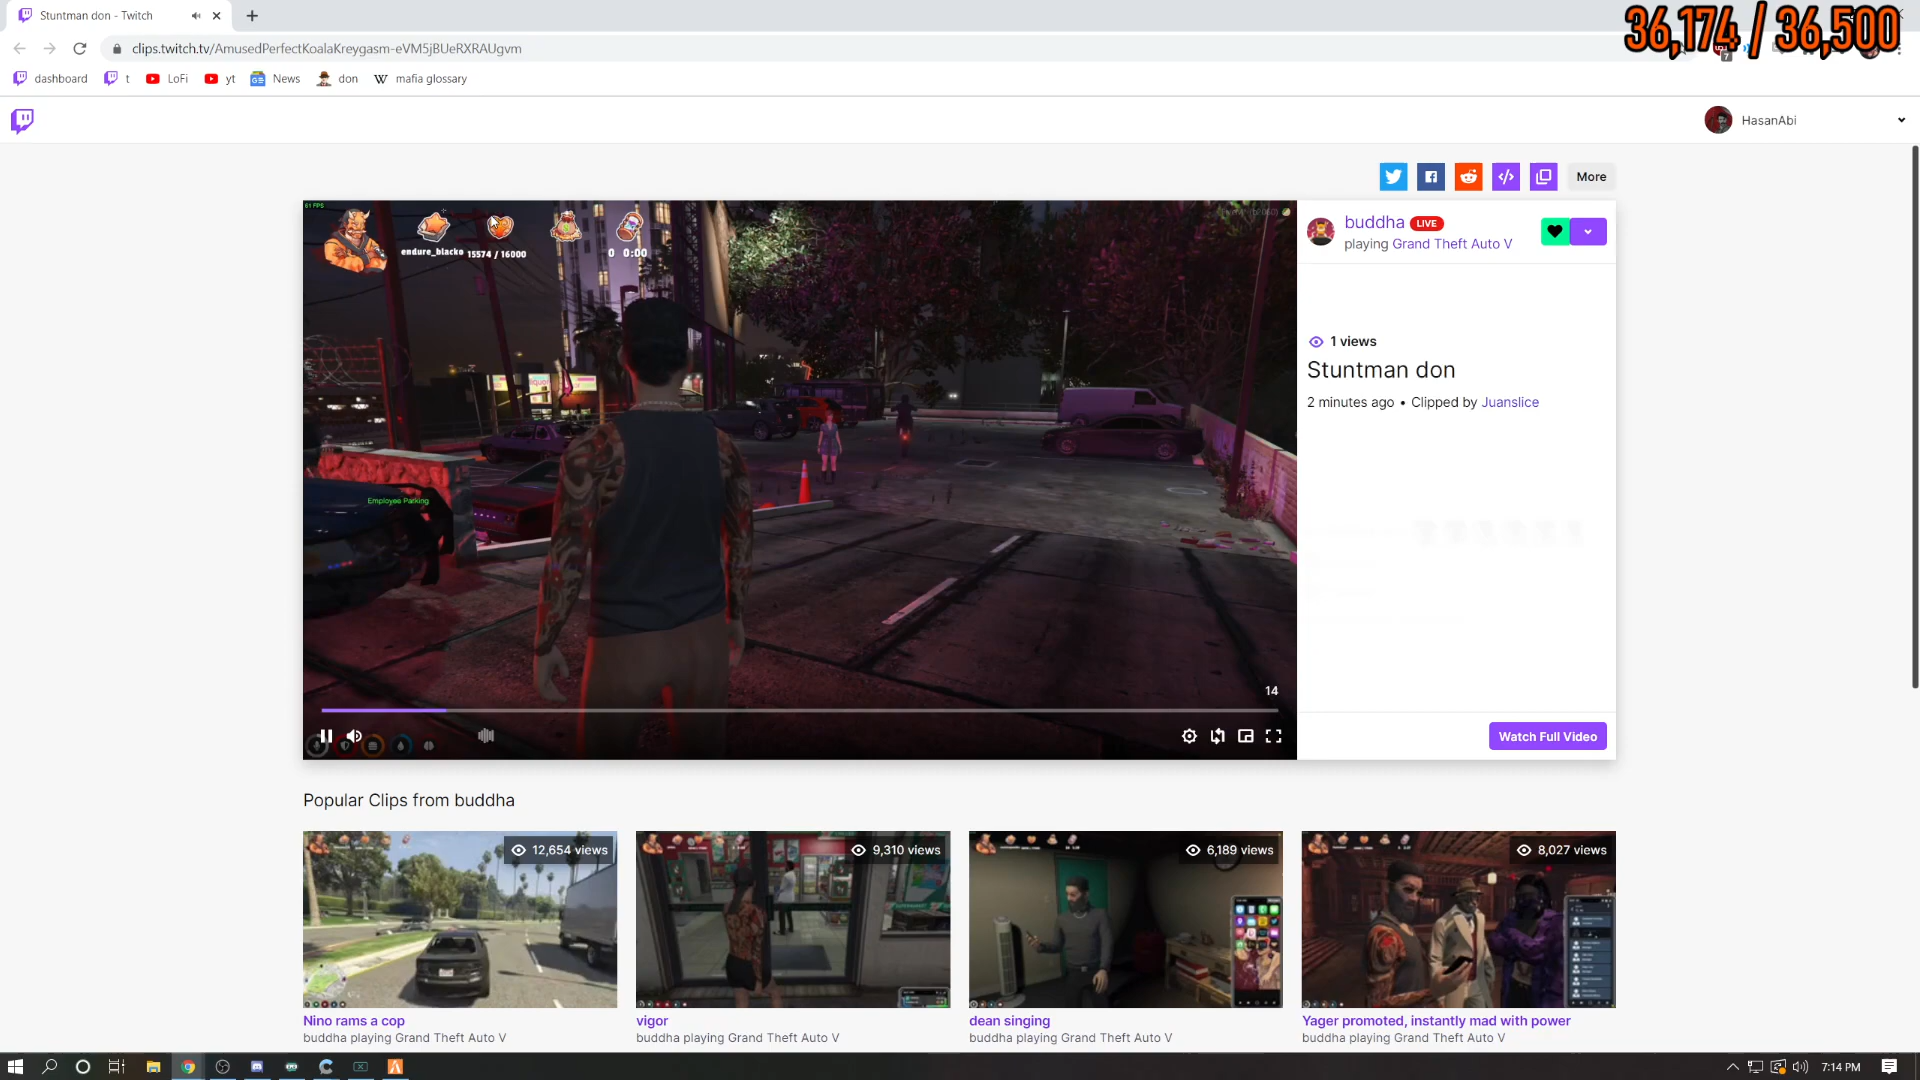 Stuntman don - Twitch
36,174 / 36,500
clips.twitch.tv/AmusedPerfectKoalaKreygasm-eVM5jBUeRXRAUgvm
dashboard
t
LoFi
yt
News
don
mafia glossary
HasanAbi
More
61 FPS
endure_blacko
15574 / 16000
0 0:00
buddha LIVE
playing Grand Theft Auto V
1 views
Stuntman don
2 minutes ago • Clipped by Juanslice
Employee Parking
14
Watch Full Video
Popular Clips from buddha
12,654 views
9,310 views
6,189 views
8,027 views
Nino rams a cop
buddha playing Grand Theft Auto V
vigor
buddha playing Grand Theft Auto V
dean singing
buddha playing Grand Theft Auto V
Yager promoted, instantly mad with power
buddha playing Grand Theft Auto V
7:14 PM